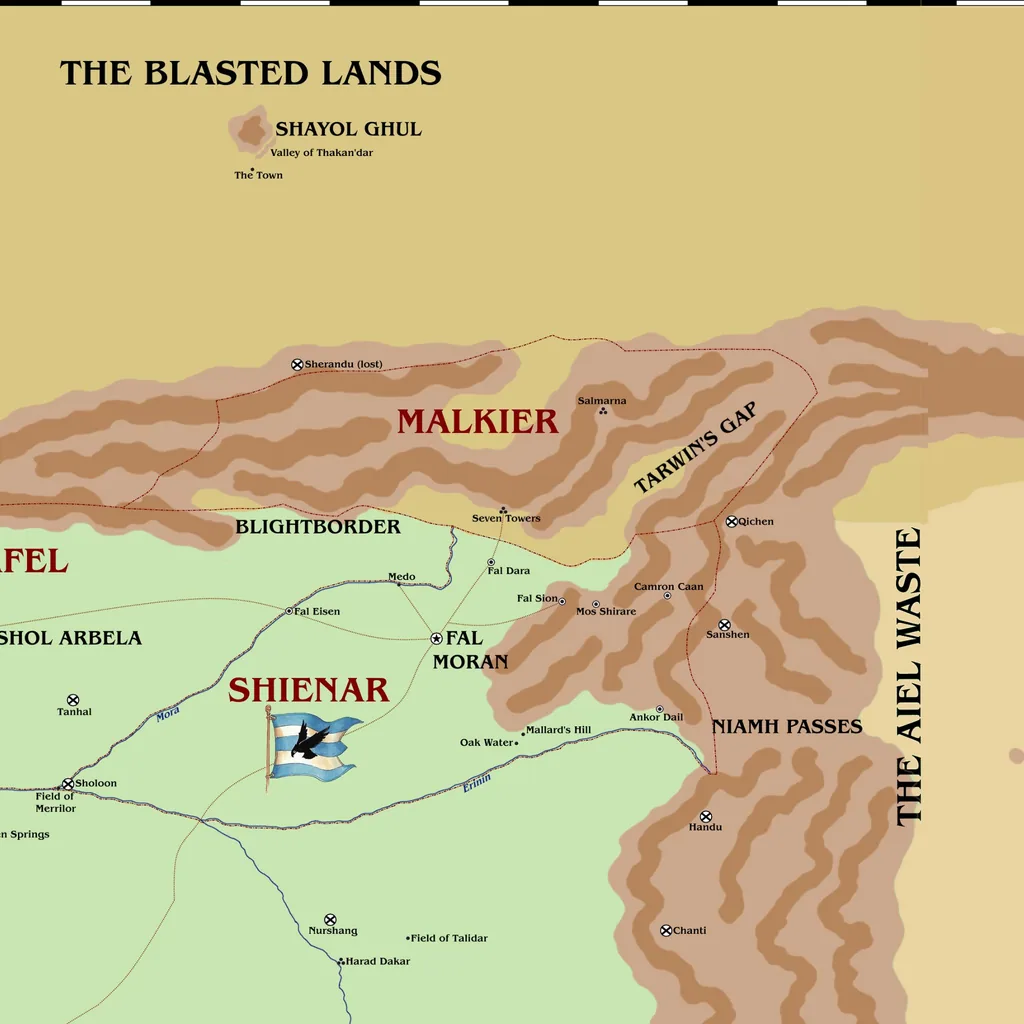 THE BLASTED LANDS
SHAYOL GHUL
Valley of Thakan'dar
The Town
Sherandu (lost)
MALKIER
Salmarna
TARWIN'S GAP
Seven Towers
BLIGHTBORDER
Qichen
THE AIEL WASTE
FEL
Fal Dara
Medo
Camron Caan
Fal Sion
Mos Shirare
Fal Eisen
SHOL ARBELA
FAL
MORAN
Sanshen
SHIENAR
Tanhal
Mora
Ankor Dail
NIAMH PASSES
Mallard's Hill
Oak Water
Erinin
Sholoon
Field of
Merrilor
Handu
n Springs
Nurshang
Field of Talidar
Chanti
Harad Dakar